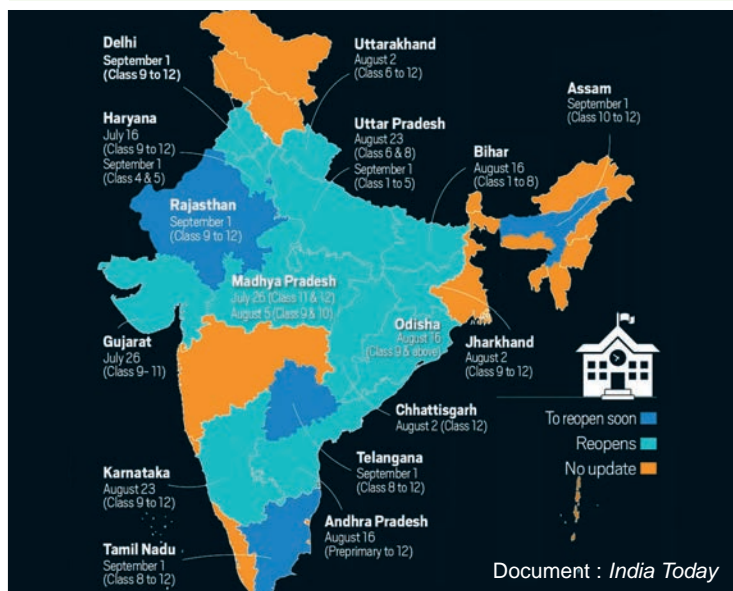 Delhi
September 1
(Class 9 to 12)
Uttarakhand
August 2
(Class 6 to 12)
Assam
September 1
(Class 10 to 12)
Haryana
July 16
(Class 9 to 12)
September 1
(Class 4 & 5)
Uttar Pradesh
August 23
(Class 6 & 8)
September 1
(Class 1 to 5)
Bihar
August 16
(Class 1 to 8)
Rajasthan
September 1
(Class 9 to 12)
Madhya Pradesh
July 26 (Class 11 & 12)
August 5 (Class 9 & 10)
Gujarat
July 26
(Class 9- 11)
Odisha
August 16
(Class 9 & above)
Jharkhand
August 2
(Class 9 to 12)
Chhattisgarh
August 2 (Class 12)
To reopen soon
Reopens
No update
Telangana
September 1
(Class 8 to 12)
Karnataka
August 23
(Class 9 to 12)
Andhra Pradesh
August 16
(Preprimary to 12)
Tamil Nadu
September 1
(Class 8 to 12)
Document : India Today